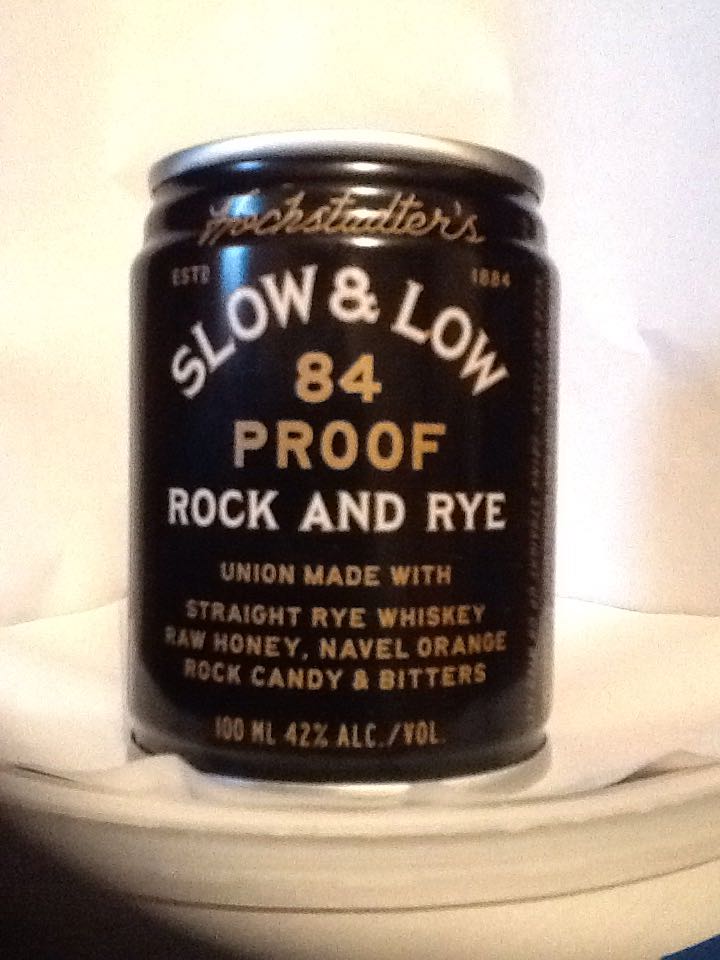 Hochstadter's
ESTD 1884
SLOW & LOW
84
PROOF
ROCK AND RYE
UNION MADE WITH
STRAIGHT RYE WHISKEY
RAW HONEY, NAVEL ORANGE
ROCK CANDY & BITTERS
100 ML 42% ALC./VOL.